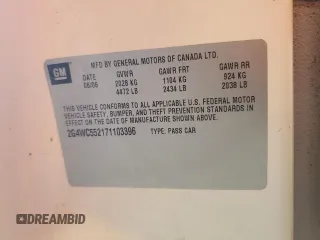 GM
MFD BY GENERAL MOTORS OF CANADA LTD.
DATE GVWR GAWR FRT GAWR RR
06/06 2028 KG 1104 KG 924 KG
4472 LB 2434 LB 2038 LB
THIS VEHICLE CONFORMS TO ALL APPLICABLE U.S. FEDERAL MOTOR
VEHICLE SAFETY, BUMPER, AND THEFT PREVENTION STANDARDS IN
EFFECT ON THE DATE OF MANUFACTURE SHOWN ABOVE.
2G4WC552171103396 TYPE: PASS CAR
DREAMBID